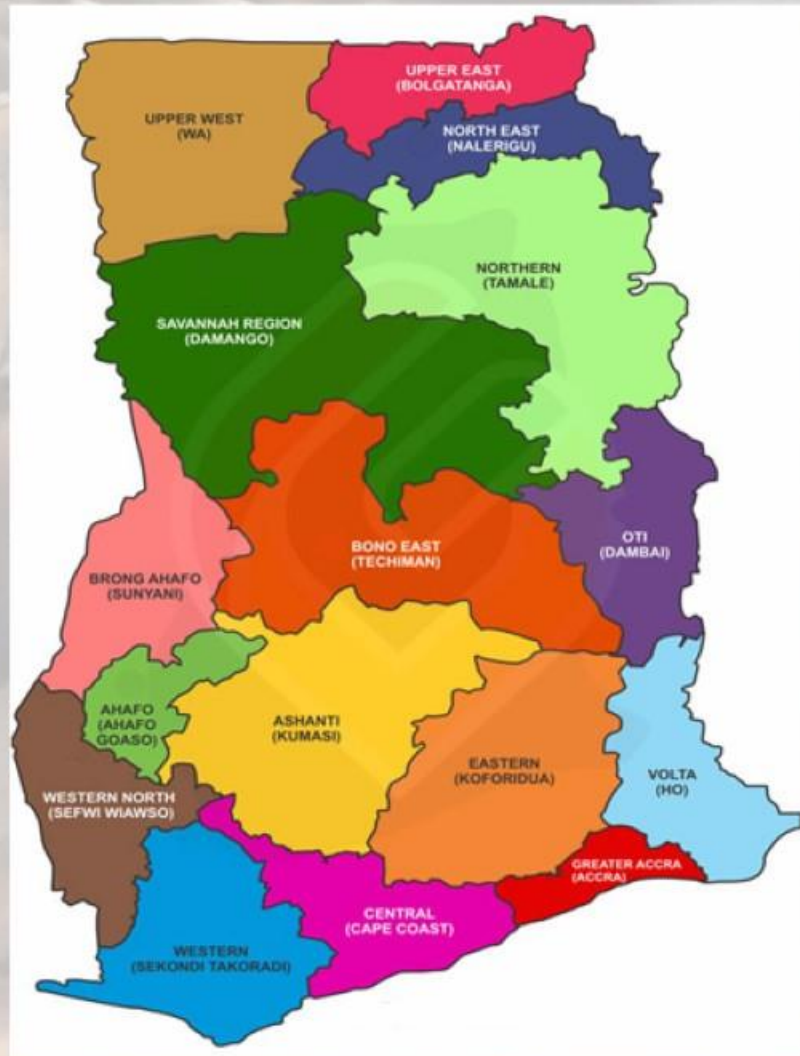 UPPER EAST
(BOLGATANGA)
UPPER WEST
(WA)
NORTH EAST
(NALERIGU)
NORTHERN
(TAMALE)
SAVANNAH REGION
(DAMANGO)
OTI
(DAMBAI)
BONO EAST
(TECHIMAN)
BRONG AHAFO
(SUNYANI)
AHAFO
(AHAFO
GOASO)
ASHANTI
(KUMASI)
EASTERN
(KOFORIDUA)
VOLTA
(HO)
WESTERN NORTH
(SEFWI WIAWSO)
GREATER ACCRA
(ACCRA)
CENTRAL
(CAPE COAST)
WESTERN
(SEKONDI TAKORADI)